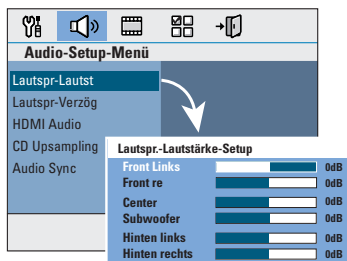 Audio-Setup-Menü
Lautspr-Lautst
Lautspr-Verzög
HDMI Audio
CD Upsampling
Audio Sync
Lautspr.-Lautstärke-Setup
Front Links 0dB
Front re 0dB
Center 0dB
Subwoofer 0dB
Hinten links 0dB
Hinten rechts 0dB